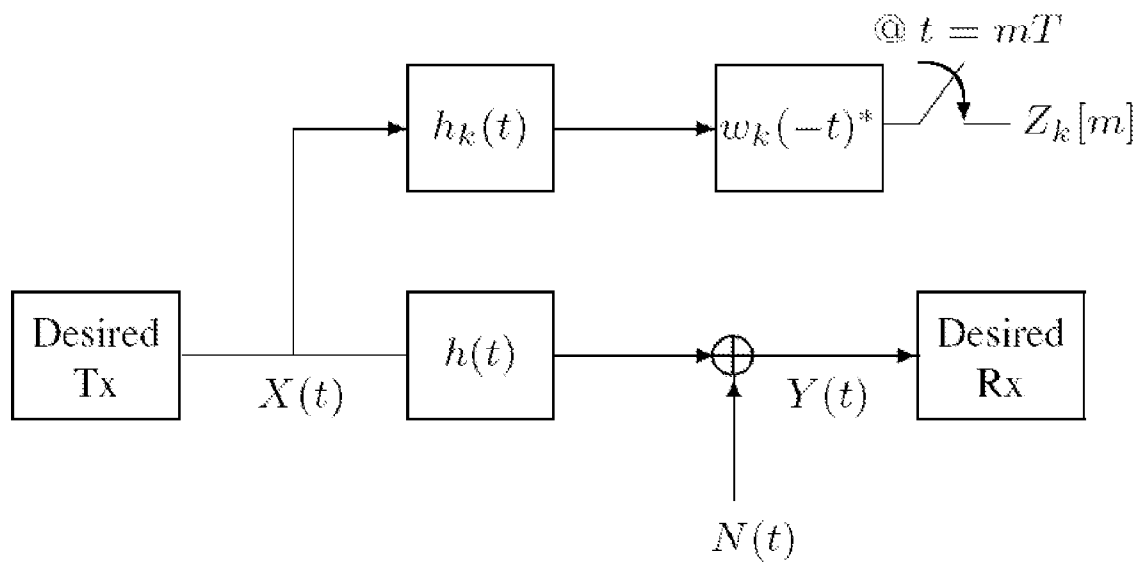 @ t = mT
h_k(t)
w_k(−t)*
Z_k[m]
Desired
Tx
X(t)
h(t)
Y(t)
Desired
Rx
N(t)